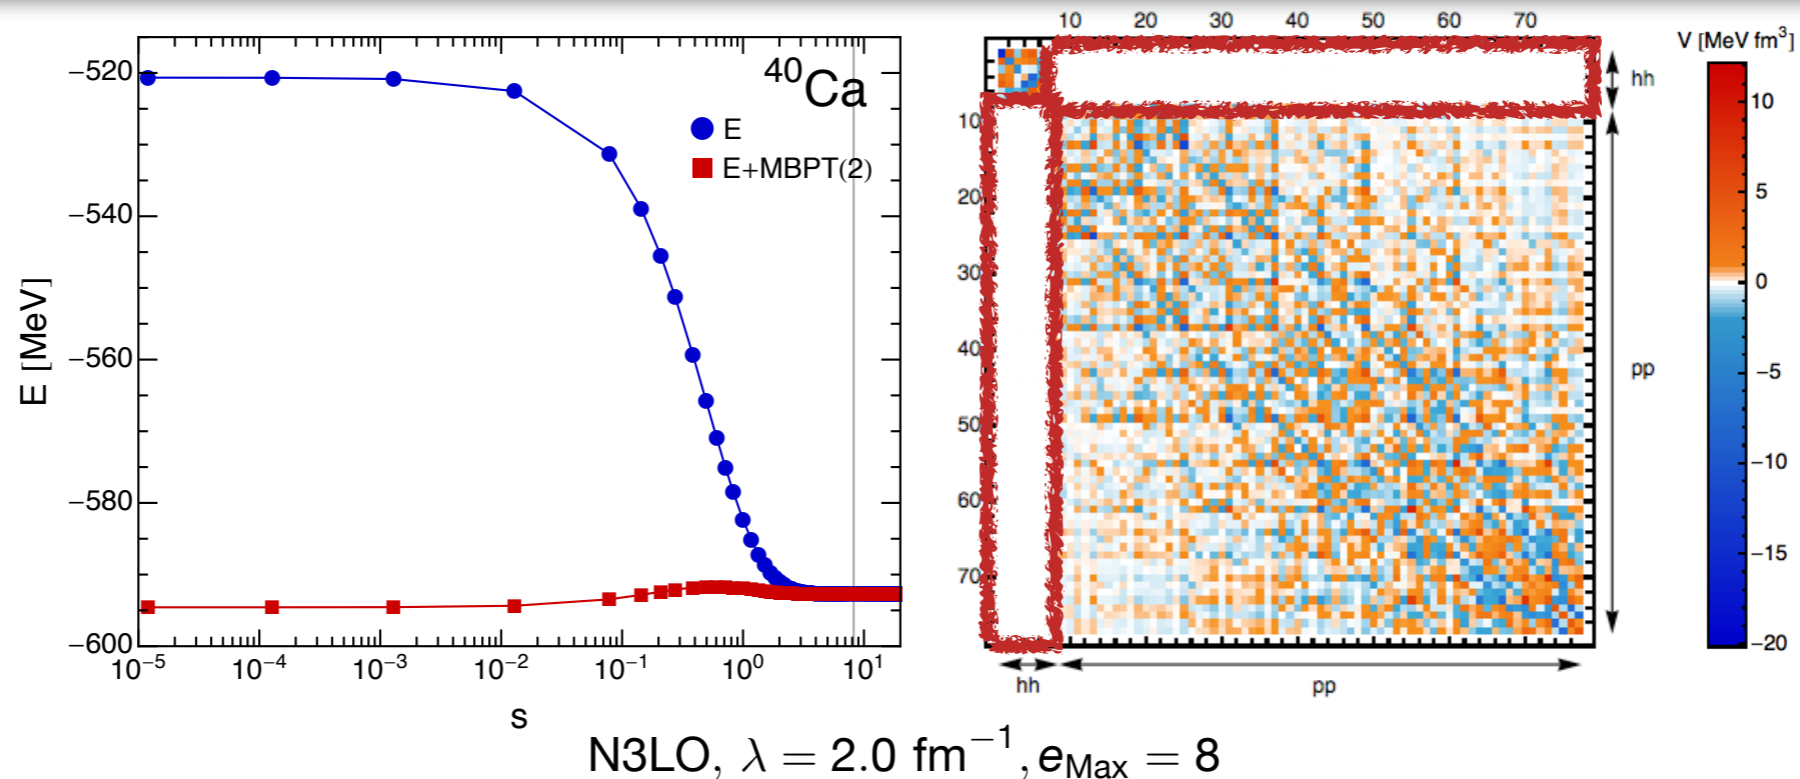 ⁴⁰Ca
E
E+MBPT(2)
E [MeV]
−520
−540
−560
−580
−600
10⁻⁵ 10⁻⁴ 10⁻³ 10⁻² 10⁻¹ 10⁰ 10¹
s
10 20 30 40 50 60 70
10
20
30
40
50
60
70
hh
pp
hh pp
V [MeV fm³]
10
5
0
−5
−10
−15
−20
N3LO, λ = 2.0 fm⁻¹, eMax = 8